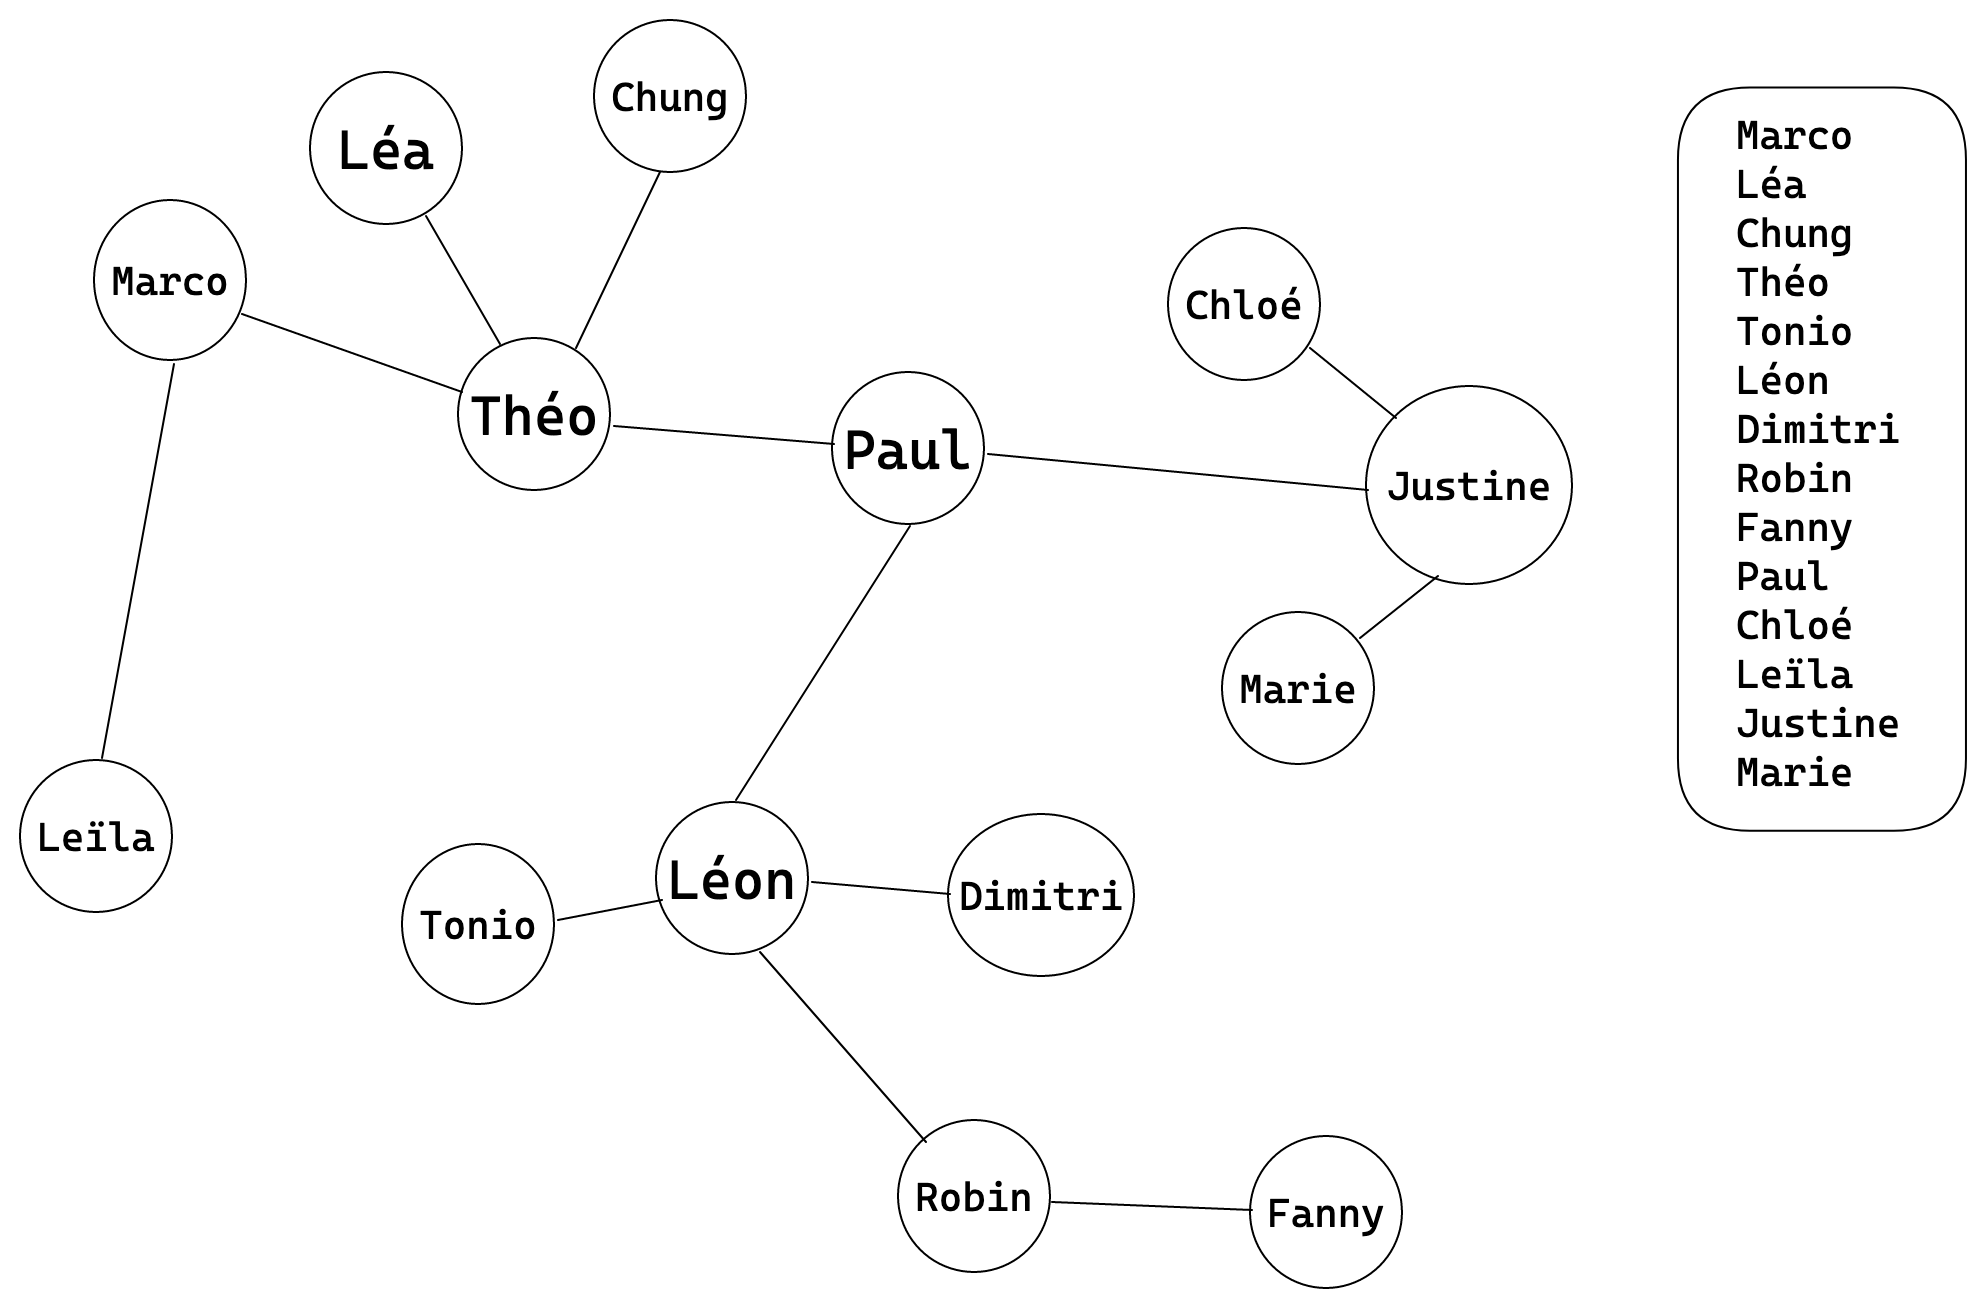 Chung
Léa
Marco
Chloé
Théo
Paul
Justine
Marie
Leïla
Léon
Dimitri
Tonio
Robin
Fanny
Marco
Léa
Chung
Théo
Tonio
Léon
Dimitri
Robin
Fanny
Paul
Chloé
Leïla
Justine
Marie